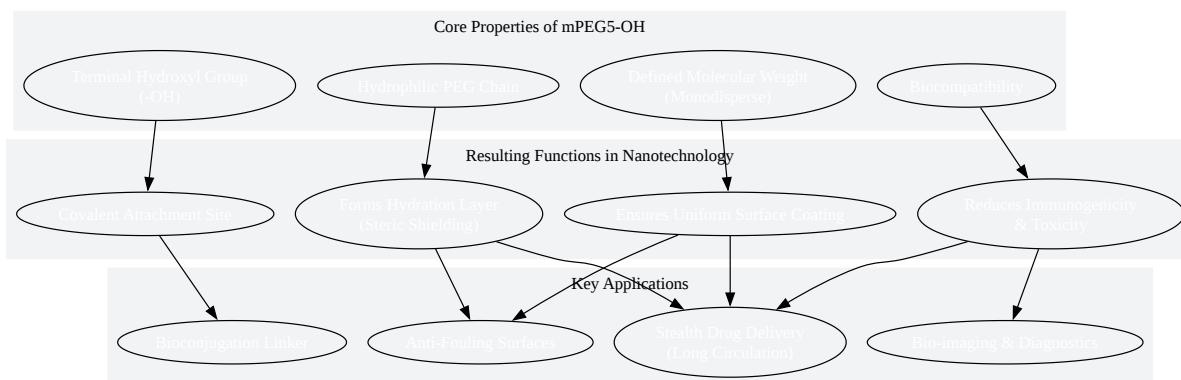 Core Properties of mPEG5-OH
Terminal Hydroxyl Group
(-OH)
Hydrophilic PEG Chain
Defined Molecular Weight
(Monodisperse)
Biocompatibility
Resulting Functions in Nanotechnology
Covalent Attachment Site
Forms Hydration Layer
(Steric Shielding)
Ensures Uniform Surface Coating
Reduces Immunogenicity
& Toxicity
Key Applications
Bioconjugation Linker
Anti-Fouling Surfaces
Stealth Drug Delivery
(Long Circulation)
Bio-imaging & Diagnostics